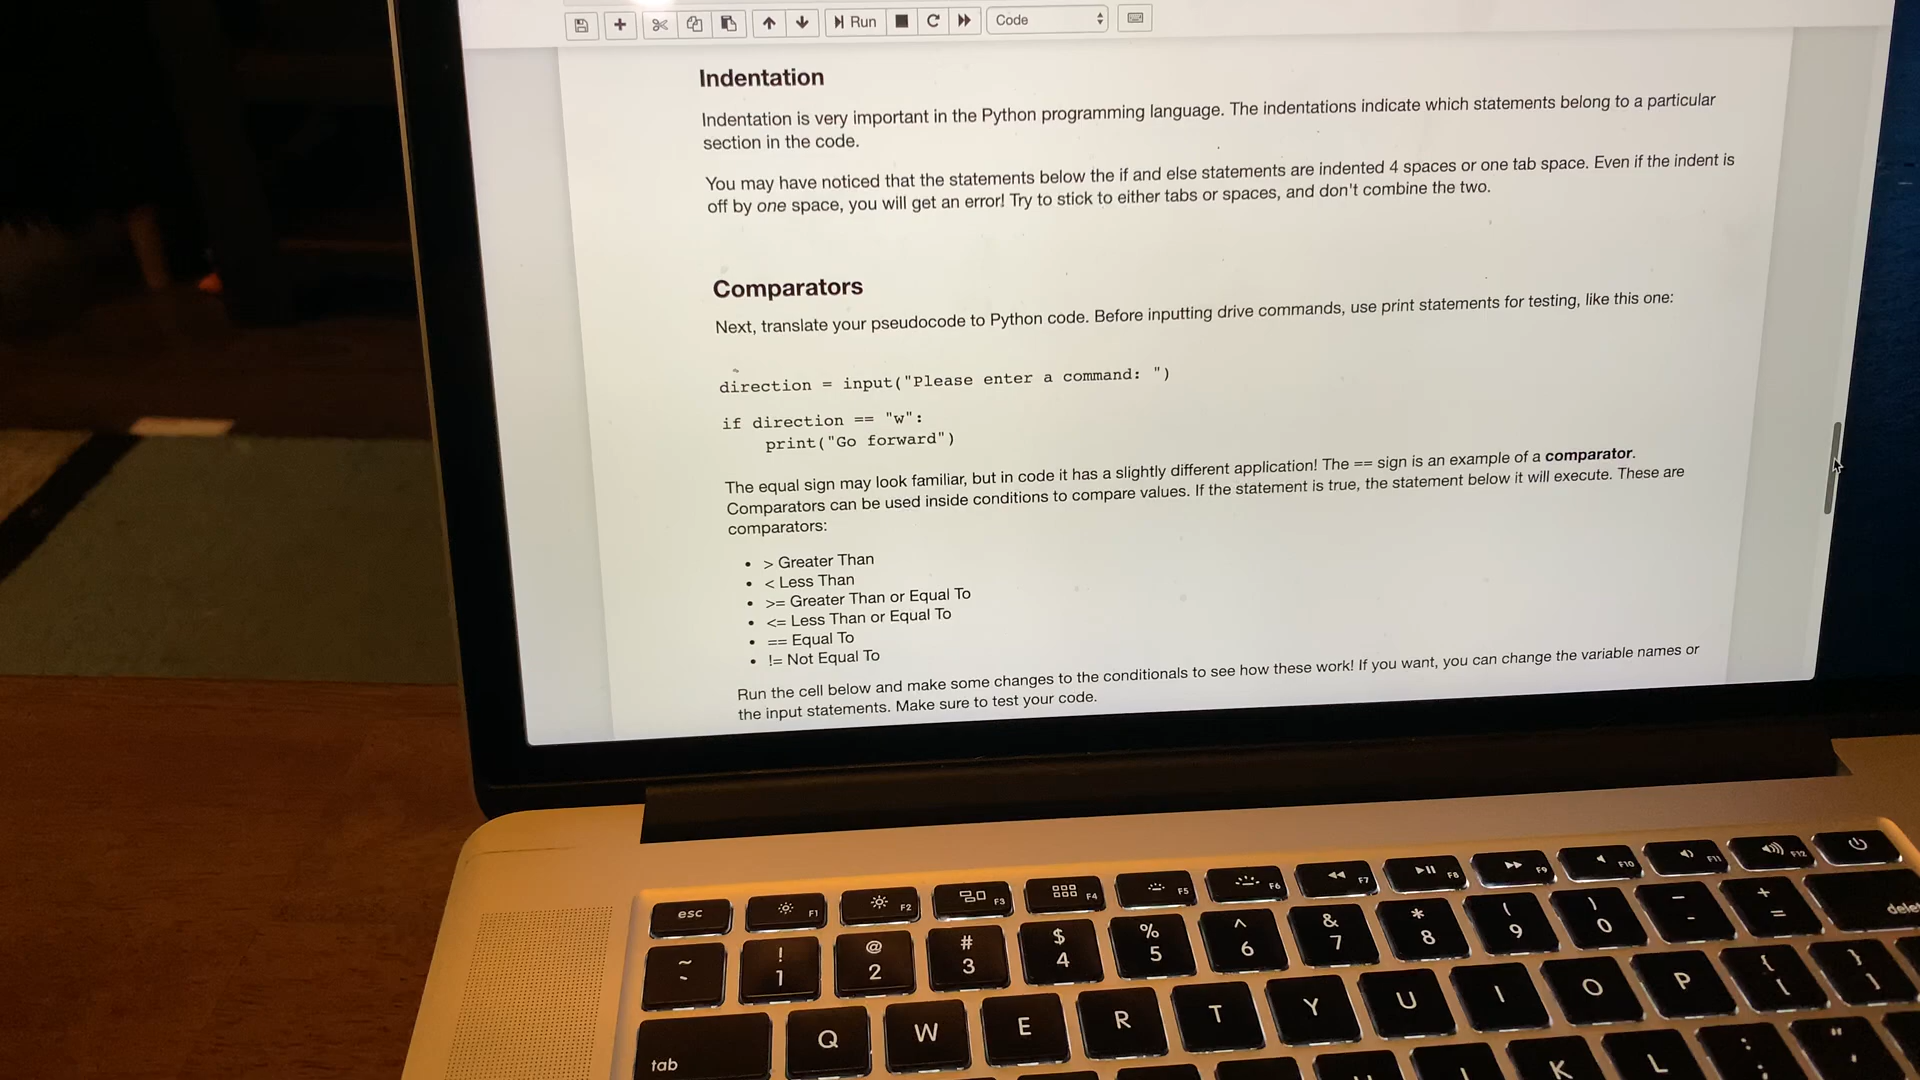 Run
Code
Indentation
Indentation is very important in the Python programming language. The indentations indicate which statements belong to a particular
section in the code.
You may have noticed that the statements below the if and else statements are indented 4 spaces or one tab space. Even if the indent is
off by one space, you will get an error! Try to stick to either tabs or spaces, and don't combine the two.
Comparators
Next, translate your pseudocode to Python code. Before inputting drive commands, use print statements for testing, like this one:
direction = input("Please enter a command: ")
if direction == "w":
print("Go forward")
The equal sign may look familiar, but in code it has a slightly different application! The == sign is an example of a comparator.
Comparators can be used inside conditions to compare values. If the statement is true, the statement below it will execute. These are
comparators:
• > Greater Than
• < Less Than
• >= Greater Than or Equal To
• <= Less Than or Equal To
• == Equal To
• != Not Equal To
Run the cell below and make some changes to the conditionals to see how these work! If you want, you can change the variable names or
the input statements. Make sure to test your code.
esc F1 F2 F3 F4 F5 F6 F7 F8 F9 F10 F11 F12
~ ! @ # $ % ^ & * ( ) _ +
` 1 2 3 4 5 6 7 8 9 0 - =
tab Q W E R T Y U I O P { }
[ ]
K L : "
; '